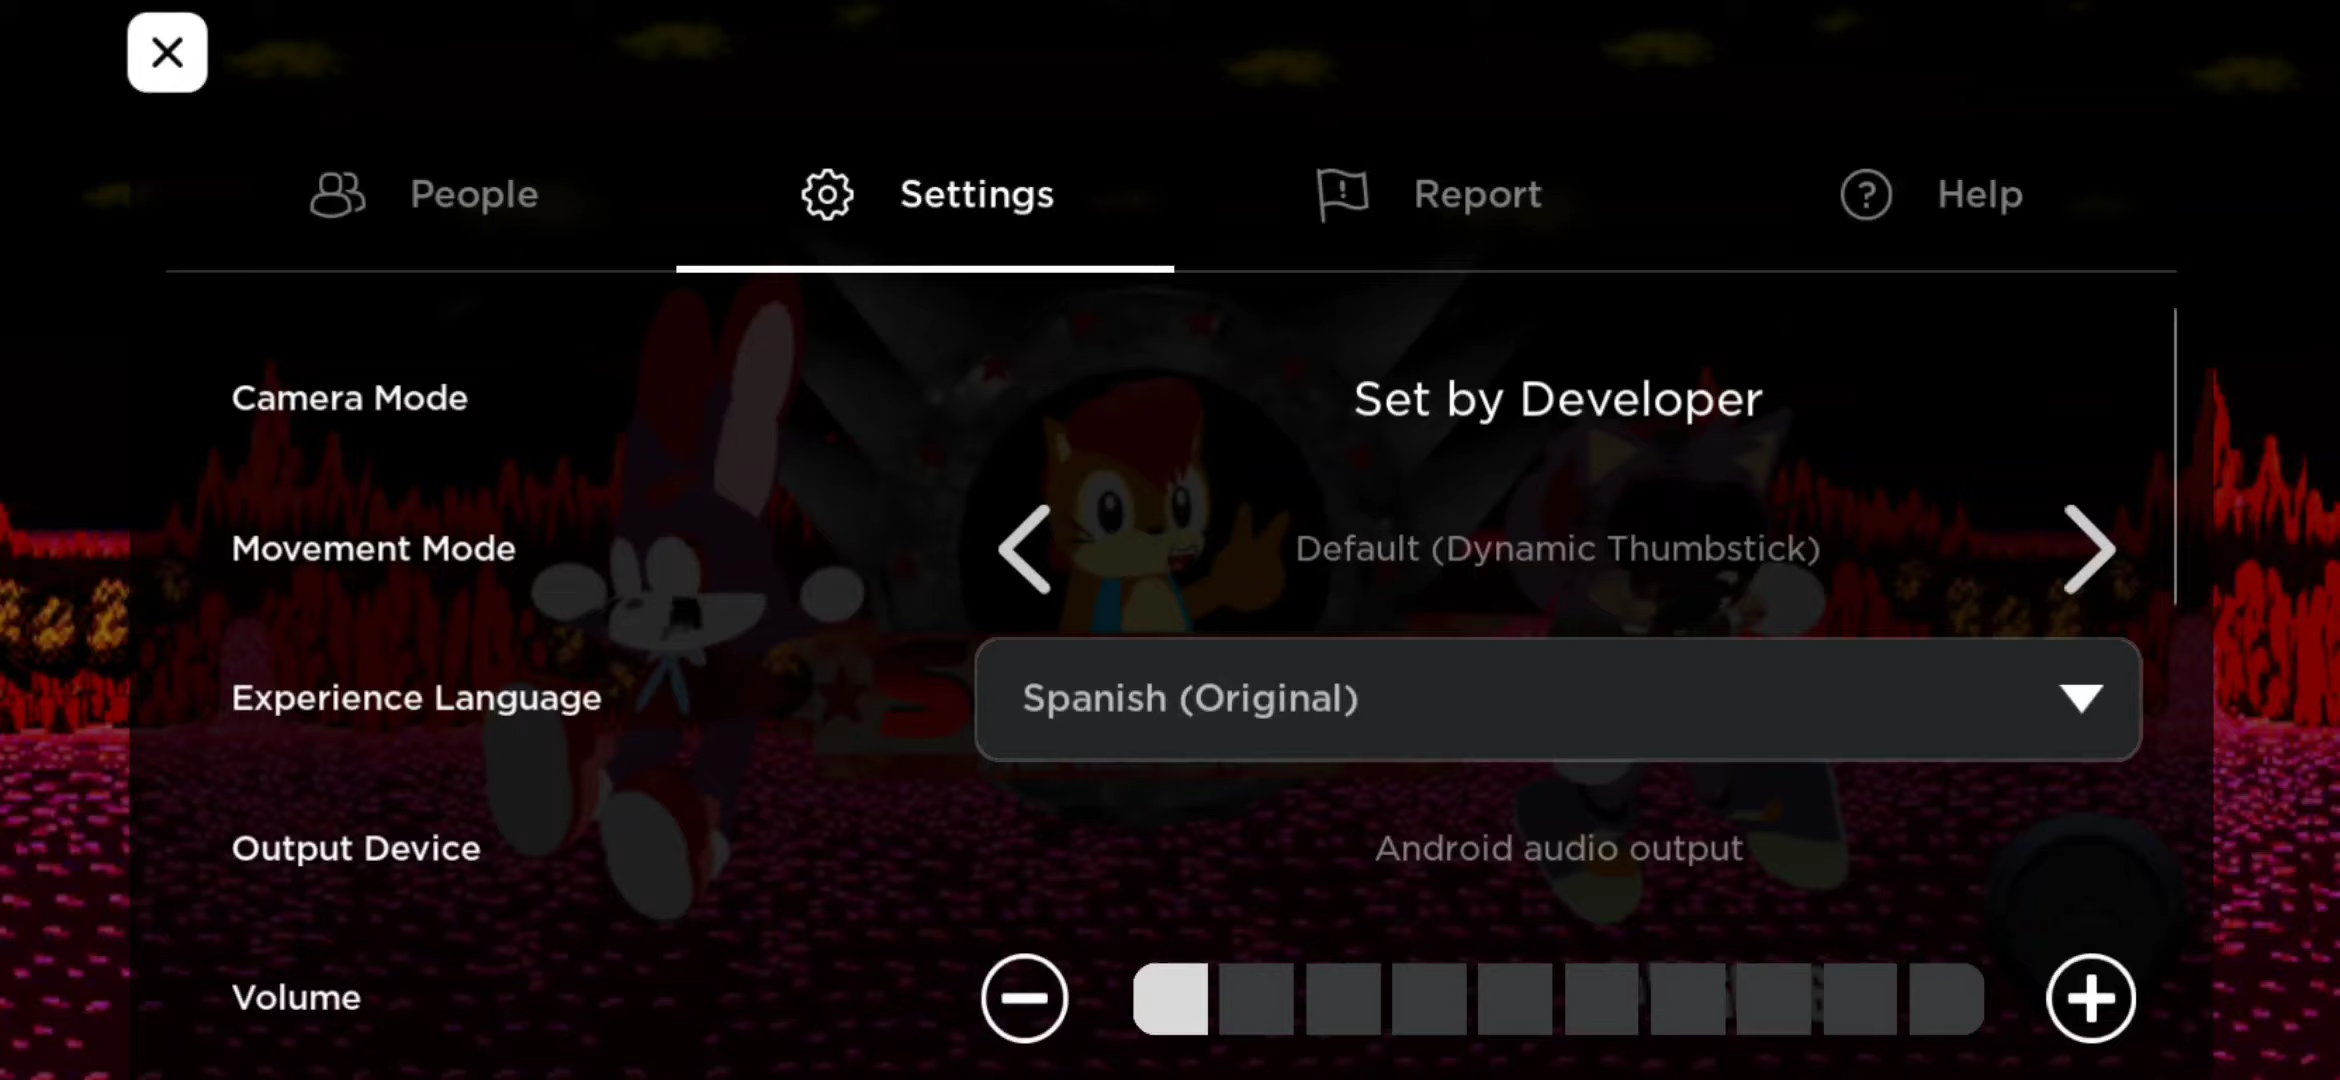 People
Settings
Report
Help
Camera Mode
Set by Developer
Movement Mode
Default (Dynamic Thumbstick)
Experience Language
Spanish (Original)
Output Device
Android audio output
Volume